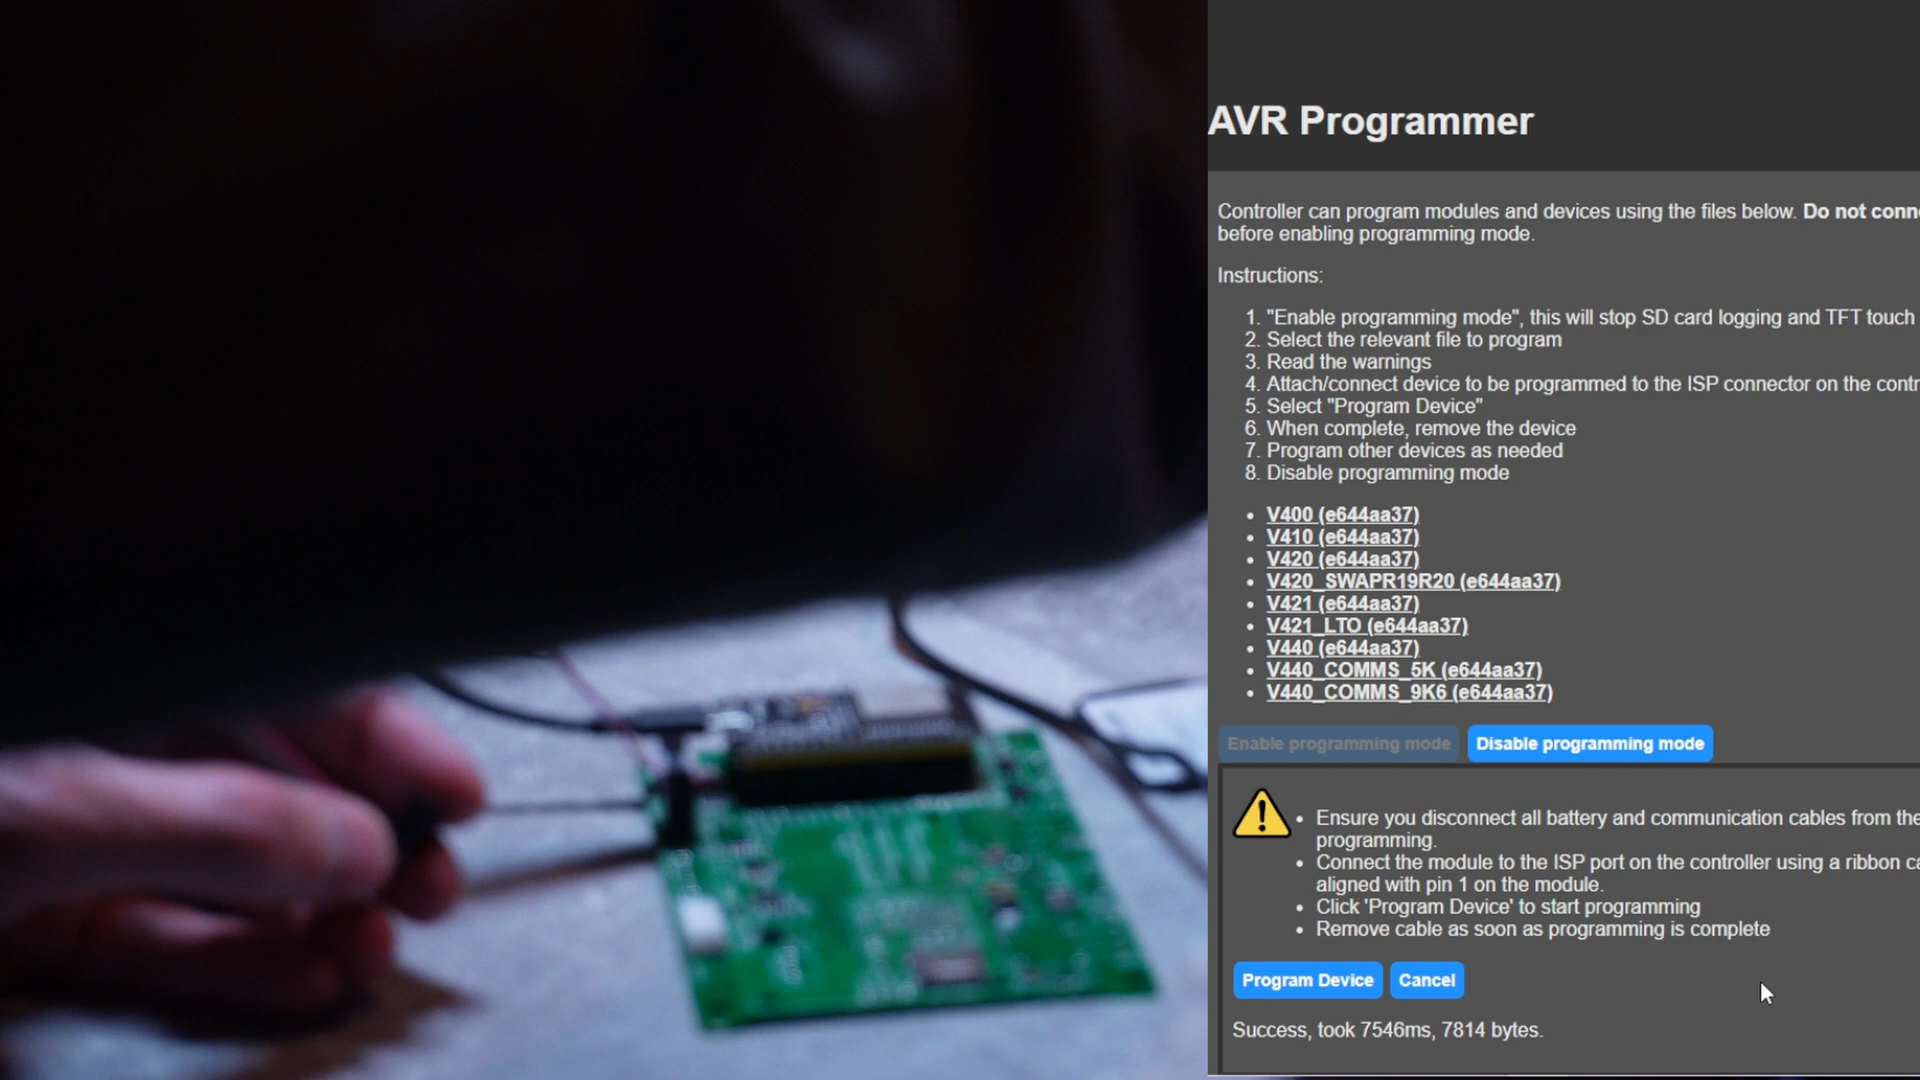 AVR Programmer
Controller can program modules and devices using the files below. Do not
before enabling programming mode.
Instructions:
1. "Enable programming mode", this will stop SD card logging and TFT touch
2. Select the relevant file to program
3. Read the warnings
4. Attach/connect device to be programmed to the ISP connector on the
5. Select "Program Device"
6. When complete, remove the device
7. Program other devices as needed
8. Disable programming mode
• V400 (e644aa37)
• V410 (e644aa37)
• V420 (e644aa37)
• V420_SWAPR19R20 (e644aa37)
• V421 (e644aa37)
• V421_LTO (e644aa37)
• V440 (e644aa37)
• V440_COMMS_5K (e644aa37)
• V440_COMMS_9K6 (e644aa37)
Enable programming mode Disable programming mode
• Ensure you disconnect all battery and communication cables from the
programming.
• Connect the module to the ISP port on the controller using a ribbon
aligned with pin 1 on the module.
• Click 'Program Device' to start programming
• Remove cable as soon as programming is complete
Program Device Cancel
Success, took 7546ms, 7814 bytes.